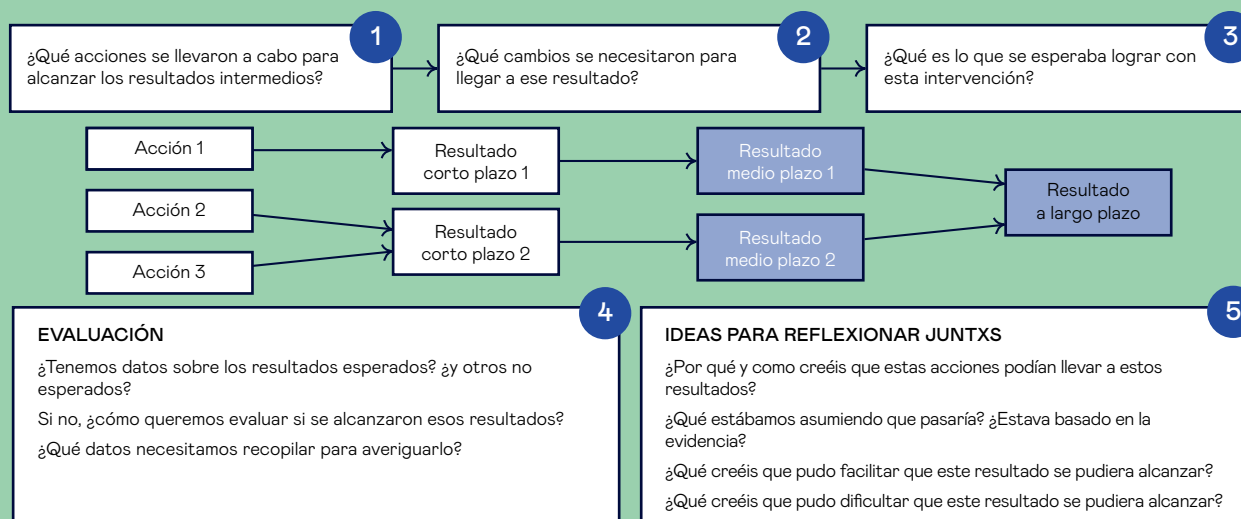 1
¿Qué acciones se llevaron a cabo para
alcanzar los resultados intermedios?
2
¿Qué cambios se necesitaron para
llegar a ese resultado?
3
¿Qué es lo que se esperaba lograr con
esta intervención?
Acción 1
Acción 2
Acción 3
Resultado
corto plazo 1
Resultado
corto plazo 2
Resultado
medio plazo 1
Resultado
medio plazo 2
Resultado
a largo plazo
4
EVALUACIÓN
¿Tenemos datos sobre los resultados esperados? ¿y otros no
esperados?
Si no, ¿cómo queremos evaluar si se alcanzaron esos resultados?
¿Qué datos necesitamos recopilar para averiguarlo?
5
IDEAS PARA REFLEXIONAR JUNTXS
¿Por qué y como creéis que estas acciones podían llevar a estos
resultados?
¿Qué estábamos asumiendo que pasaría? ¿Estava basado en la
evidencia?
¿Qué creéis que pudo facilitar que este resultado se pudiera alcanzar?
¿Qué creéis que pudo dificultar que este resultado se pudiera alcanzar?